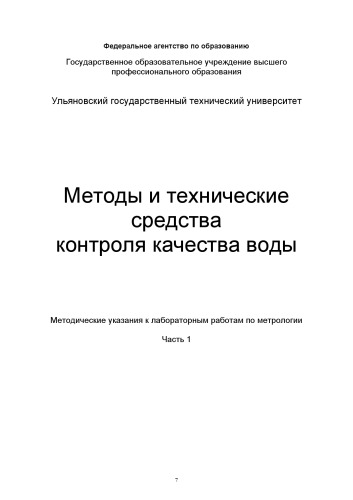 Федеральное агентство по образованию
Государственное образовательное учреждение высшего
профессионального образования
Ульяновский государственный технический университет
Методы и технические
средства
контроля качества воды
Методические указания к лабораторным работам по метрологии
Часть 1
7